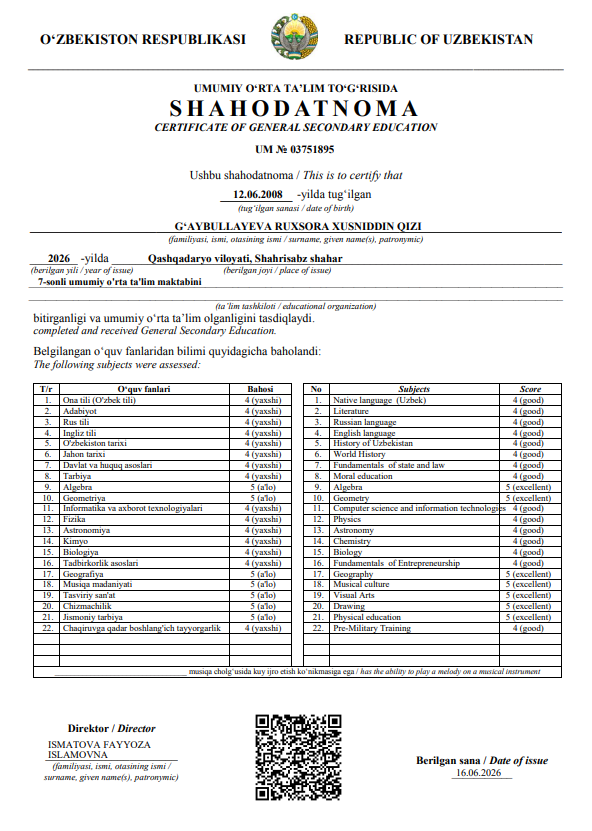 O‘ZBEKISTON RESPUBLIKASI REPUBLIC OF UZBEKISTAN
UMUMIY O‘RTA TA’LIM TO‘G‘RISIDA
SHAHODATNOMA
CERTIFICATE OF GENERAL SECONDARY EDUCATION
UM № 03751895
Ushbu shahodatnoma / This is to certify that
12.06.2008 -yilda tug‘ilgan
(tug‘ilgan sanasi / date of birth)
G‘AYBULLAYEVA RUXSORA XUSNIDDIN QIZI
(familiyasi, ismi, otasining ismi / surname, given name(s), patronymic)
2026 -yilda Qashqadaryo viloyati, Shahrisabz shahar
(berilgan yili / year of issue) (berilgan joyi / place of issue)
7-sonli umumiy o'rta ta'lim maktabini
(ta’lim tashkiloti / educational organization)
bitirganligi va umumiy o‘rta ta’lim olganligini tasdiqlaydi.
completed and received General Secondary Education.
Belgilangan o‘quv fanlaridan bilimi quyidagicha baholandi:
The following subjects were assessed:
T/r O‘quv fanlari Bahosi No Subjects Score
1. Ona tili (O'zbek tili) 4 (yaxshi) 1. Native language (Uzbek) 4 (good)
2. Adabiyot 4 (yaxshi) 2. Literature 4 (good)
3. Rus tili 4 (yaxshi) 3. Russian language 4 (good)
4. Ingliz tili 4 (yaxshi) 4. English language 4 (good)
5. O'zbekiston tarixi 4 (yaxshi) 5. History of Uzbekistan 4 (good)
6. Jahon tarixi 4 (yaxshi) 6. World History 4 (good)
7. Davlat va huquq asoslari 4 (yaxshi) 7. Fundamentals of state and law 4 (good)
8. Tarbiya 4 (yaxshi) 8. Moral education 4 (good)
9. Algebra 5 (a'lo) 9. Algebra 5 (excellent)
10. Geometriya 5 (a'lo) 10. Geometry 5 (excellent)
11. Informatika va axborot texnologiyalari 4 (yaxshi) 11. Computer science and information technologies 4 (good)
12. Fizika 4 (yaxshi) 12. Physics 4 (good)
13. Astronomiya 4 (yaxshi) 13. Astronomy 4 (good)
14. Kimyo 4 (yaxshi) 14. Chemistry 4 (good)
15. Biologiya 4 (yaxshi) 15. Biology 4 (good)
16. Tadbirkorlik asoslari 4 (yaxshi) 16. Fundamentals of Entrepreneurship 4 (good)
17. Geografiya 5 (a'lo) 17. Geography 5 (excellent)
18. Musiqa madaniyati 5 (a'lo) 18. Musical culture 5 (excellent)
19. Tasviriy san'at 5 (a'lo) 19. Visual Arts 5 (excellent)
20. Chizmachilik 5 (a'lo) 20. Drawing 5 (excellent)
21. Jismoniy tarbiya 5 (a'lo) 21. Physical education 5 (excellent)
22. Chaqiruvga qadar boshlang'ich tayyorgarlik 4 (yaxshi) 22. Pre-Military Training 4 (good)
musiqa cholg‘usida kuy ijro etish ko‘nikmasiga ega / has the ability to play a melody on a musical instrument
Direktor / Director
ISMATOVA FAYYOZA
ISLAMOVNA
(familiyasi, ismi, otasining ismi /
surname, given name(s), patronymic)
Berilgan sana / Date of issue
16.06.2026